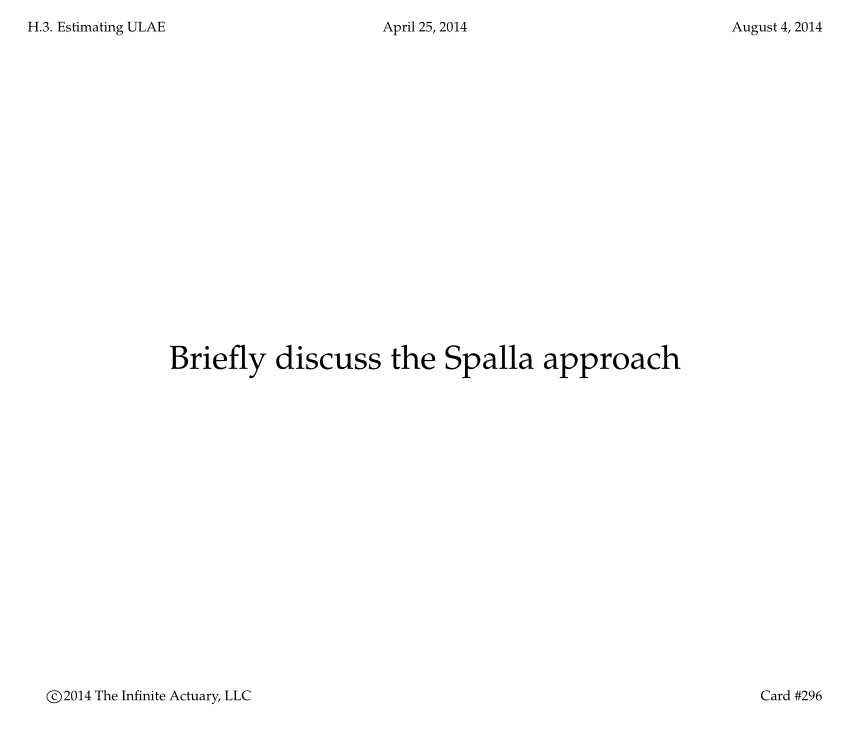 H.3. Estimating ULAE April 25, 2014 August 4, 2014
Briefly discuss the Spalla approach
©2014 The Infinite Actuary, LLC Card #296